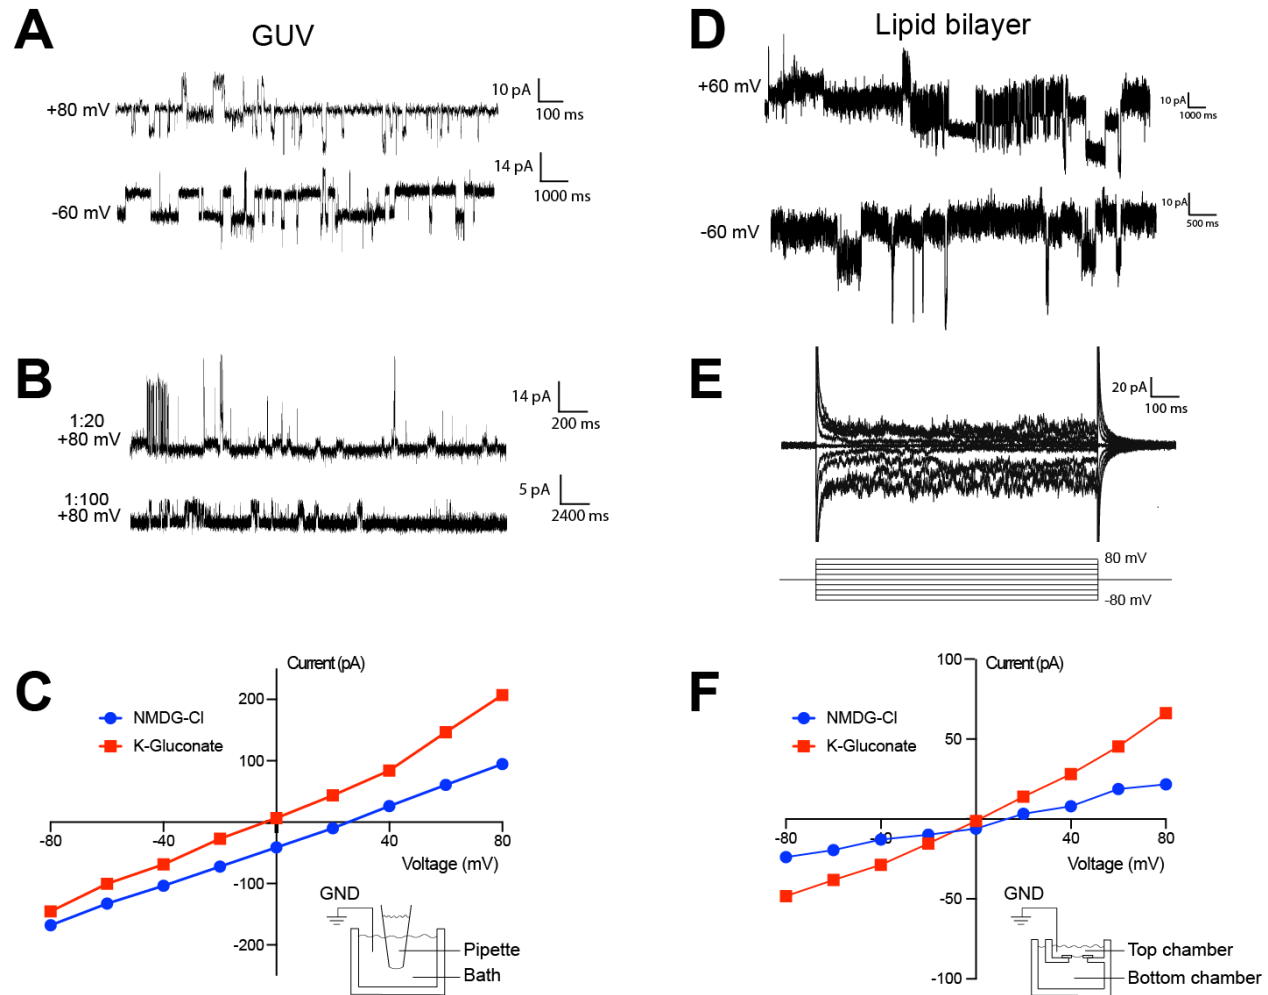 A
GUV
+80 mV
10 pA
100 ms
14 pA
1000 ms
-60 mV
B
1:20
+80 mV
14 pA
200 ms
1:100
+80 mV
5 pA
2400 ms
C
Current (pA)
NMDG-Cl
K-Gluconate
200
100
-80
-40
40
80
Voltage (mV)
-100
-200
GND
Pipette
Bath
D
Lipid bilayer
+60 mV
10 pA
1000 ms
-60 mV
10 pA
500 ms
E
20 pA
100 ms
80 mV
-80 mV
F
100
Current (pA)
NMDG-Cl
K-Gluconate
50
-80
40
80
Voltage (mV)
-50
-100
GND
Top chamber
Bottom chamber